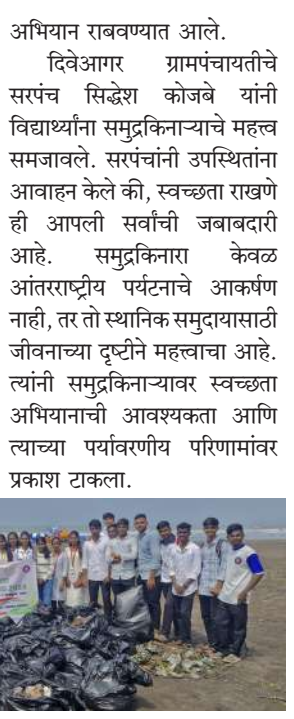 अभियान राबवण्यात आले.
दिवेआगर ग्रामपंचायतीचे
सरपंच सिद्धेश कोजबे यांनी
विद्यार्थ्यांना समुद्रकिनाऱ्याचे महत्त्व
समजावले. सरपंचांनी उपस्थितांना
आवाहन केले की, स्वच्छता राखणे
ही आपली सर्वांची जबाबदारी
आहे. समुद्रकिनारा केवळ
आंतरराष्ट्रीय पर्यटनाचे आकर्षण
नाही, तर तो स्थानिक समुदायासाठी
जीवनाच्या दृष्टीने महत्त्वाचा आहे.
त्यांनी समुद्रकिनाऱ्यावर स्वच्छता
अभियानाची आवश्यकता आणि
त्याच्या पर्यावरणीय परिणामांवर
प्रकाश टाकला.